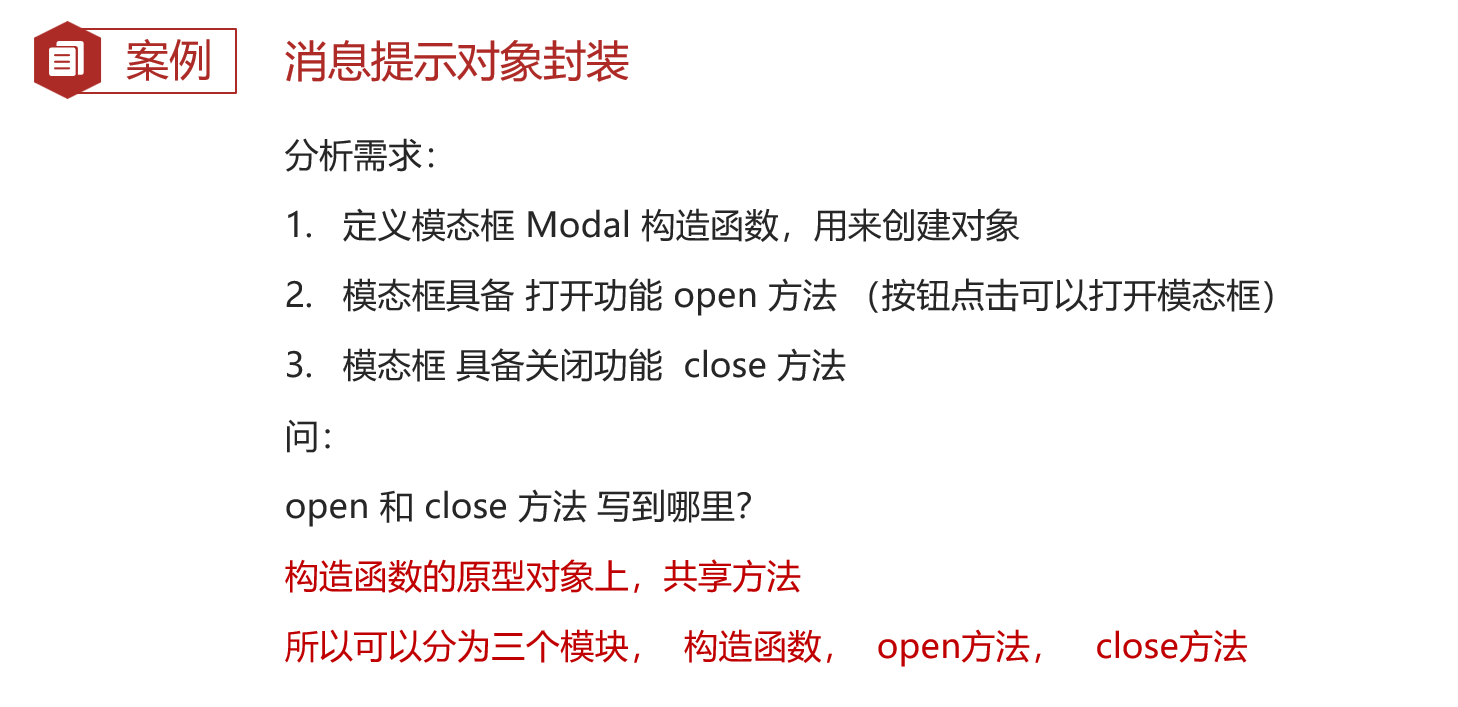 案例
消息提示对象封装
分析需求：
1. 定义模态框 Modal 构造函数，用来创建对象
2. 模态框具备 打开功能 open 方法 （按钮点击可以打开模态框）
3. 模态框 具备关闭功能 close 方法
问：
open 和 close 方法 写到哪里？
构造函数的原型对象上，共享方法
所以可以分为三个模块， 构造函数， open方法， close方法